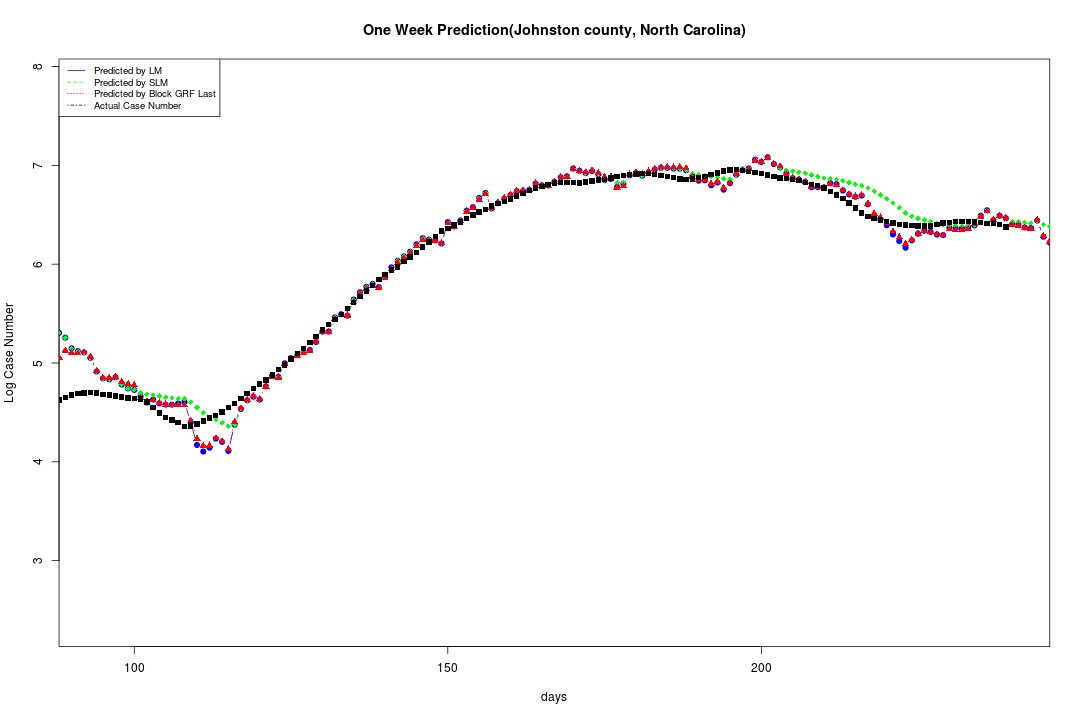 One Week Prediction(Johnston county, North Carolina)
Predicted by LM
Predicted by SLM
Predicted by Block GRF Last
Actual Case Number
8
7
6
5
4
3
Log Case Number
100
150
200
days